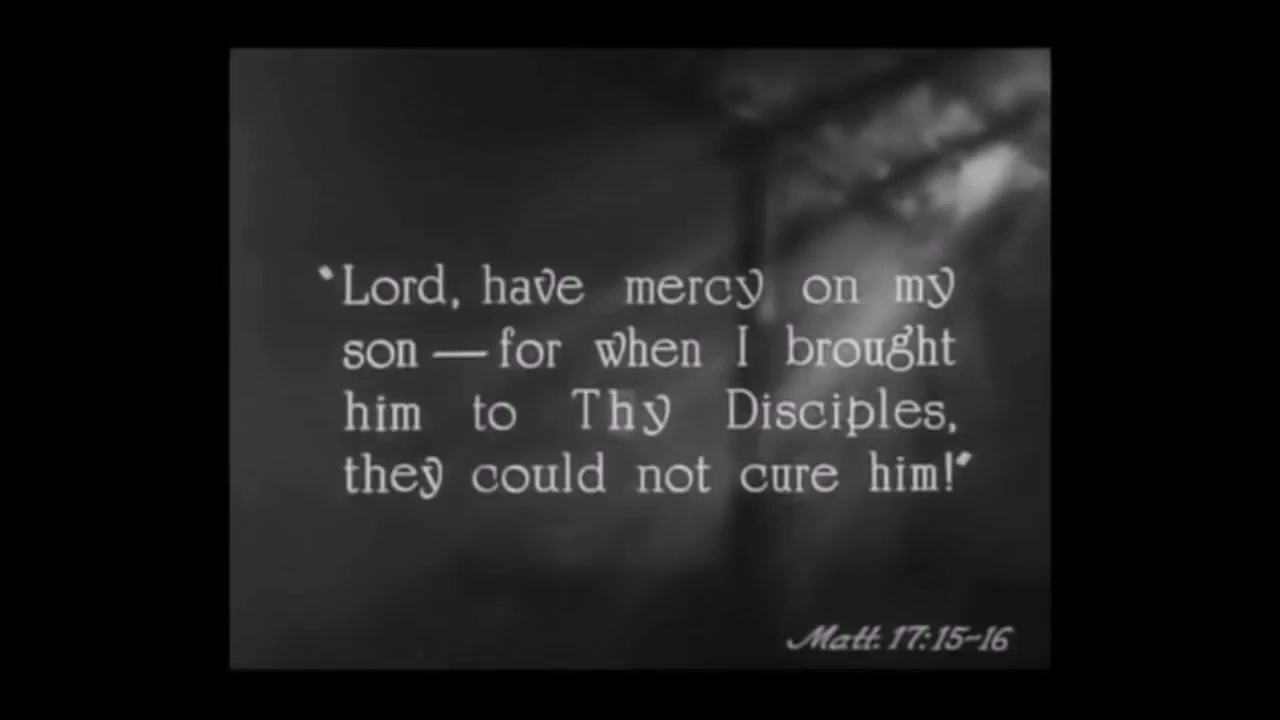 "Lord, have mercy on my
son — for when I brought
him to Thy Disciples,
they could not cure him!"
Matt. 17:15-16